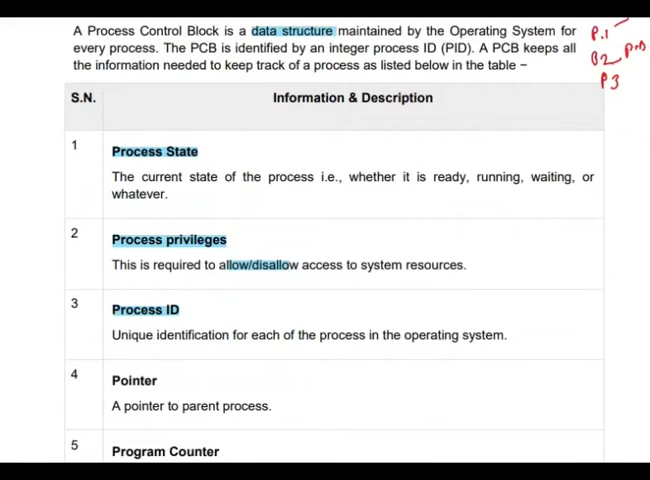 A Process Control Block is a data structure maintained by the Operating System for
every process. The PCB is identified by an integer process ID (PID). A PCB keeps all
the information needed to keep track of a process as listed below in the table –
P.1
P2
PCB
P3
S.N. Information & Description
1
Process State
The current state of the process i.e., whether it is ready, running, waiting, or
whatever.
2
Process privileges
This is required to allow/disallow access to system resources.
3
Process ID
Unique identification for each of the process in the operating system.
4
Pointer
A pointer to parent process.
5
Program Counter